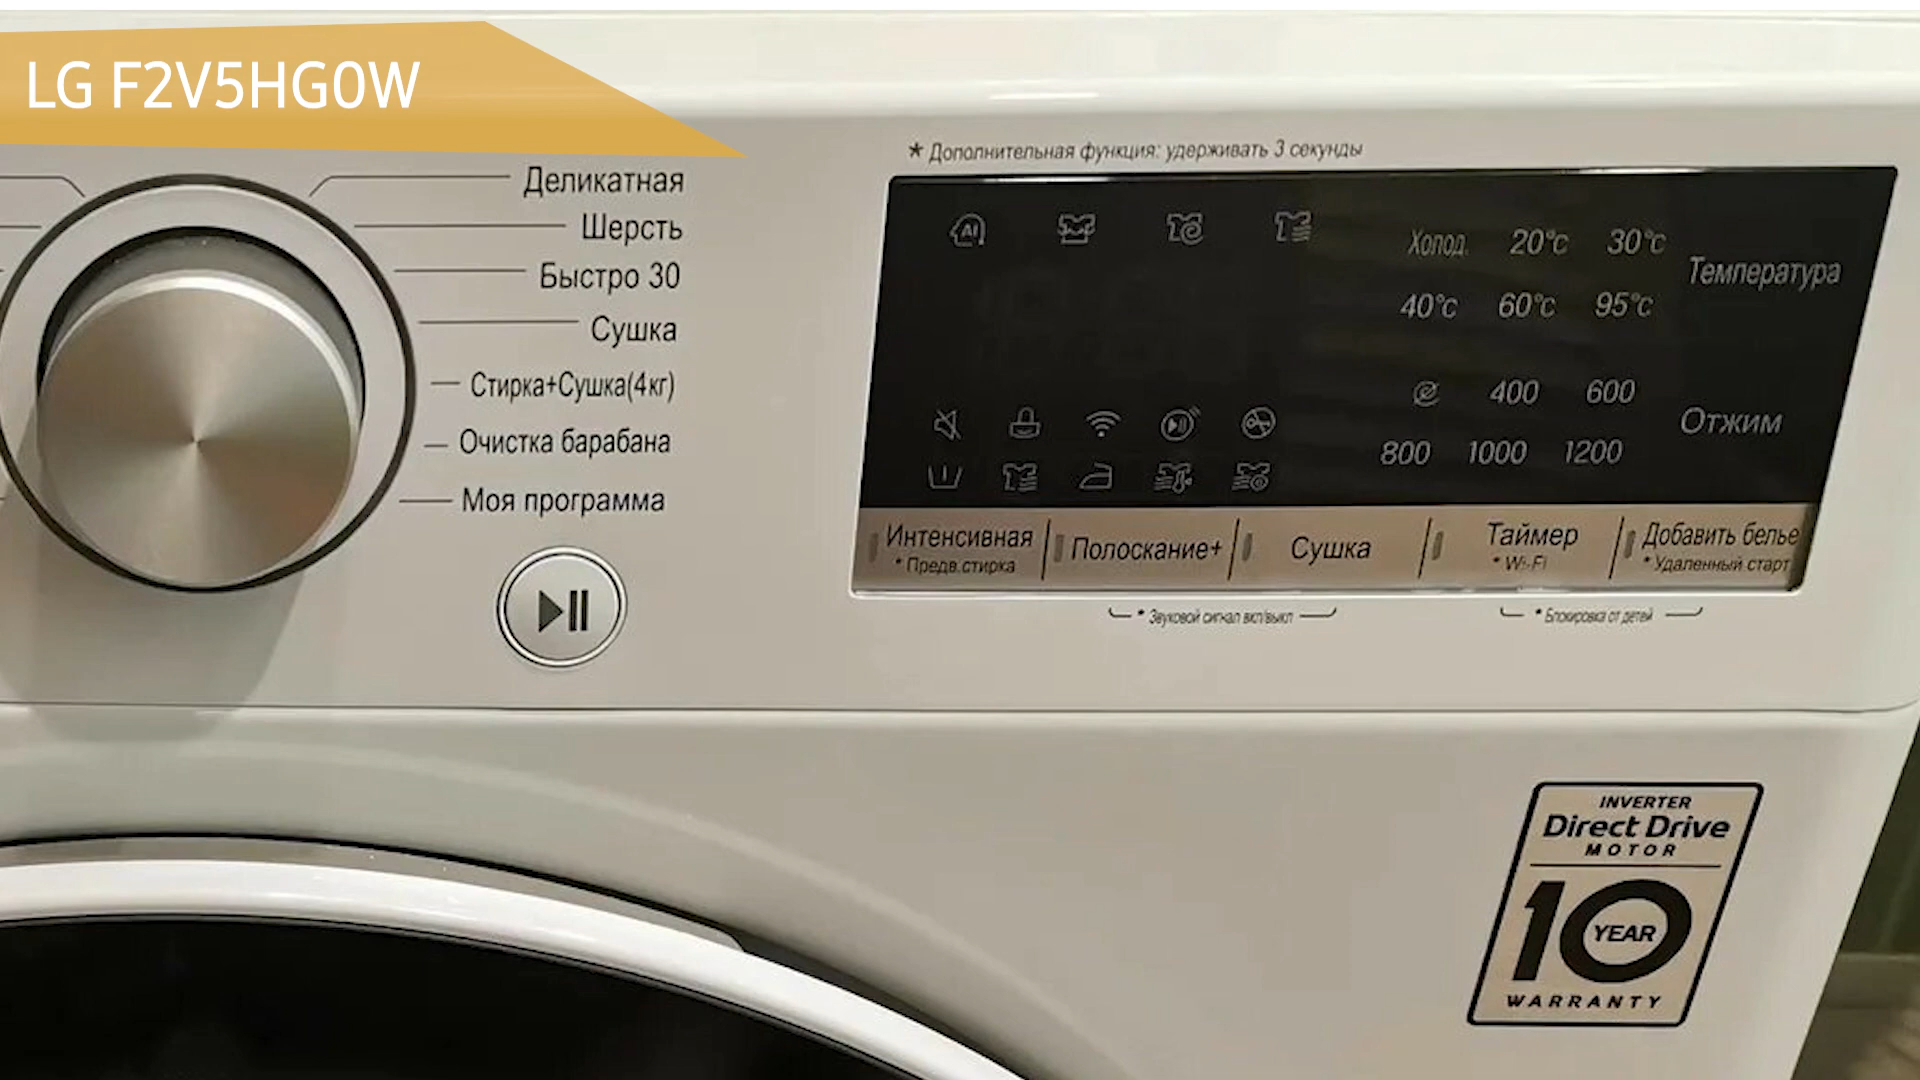 LG F2V5HG0W
* Дополнительная функция: удерживать 3 секунды
Деликатная
Шерсть
Быстро 30
Сушка
Стирка+Сушка(4кг)
Очистка барабана
Моя программа
AI
Холод. 20°C 30°C
Температура
40°C 60°C 95°C
400 600
Отжим
800 1000 1200
Интенсивная
* Предв.стирка
Полоскание+
Сушка
Таймер
* Wi-Fi
Добавить белье
* Удаленный старт
* Звуковой сигнал вкл/выкл
* Блокировка от детей
INVERTER
Direct Drive
MOTOR
10
YEAR
WARRANTY